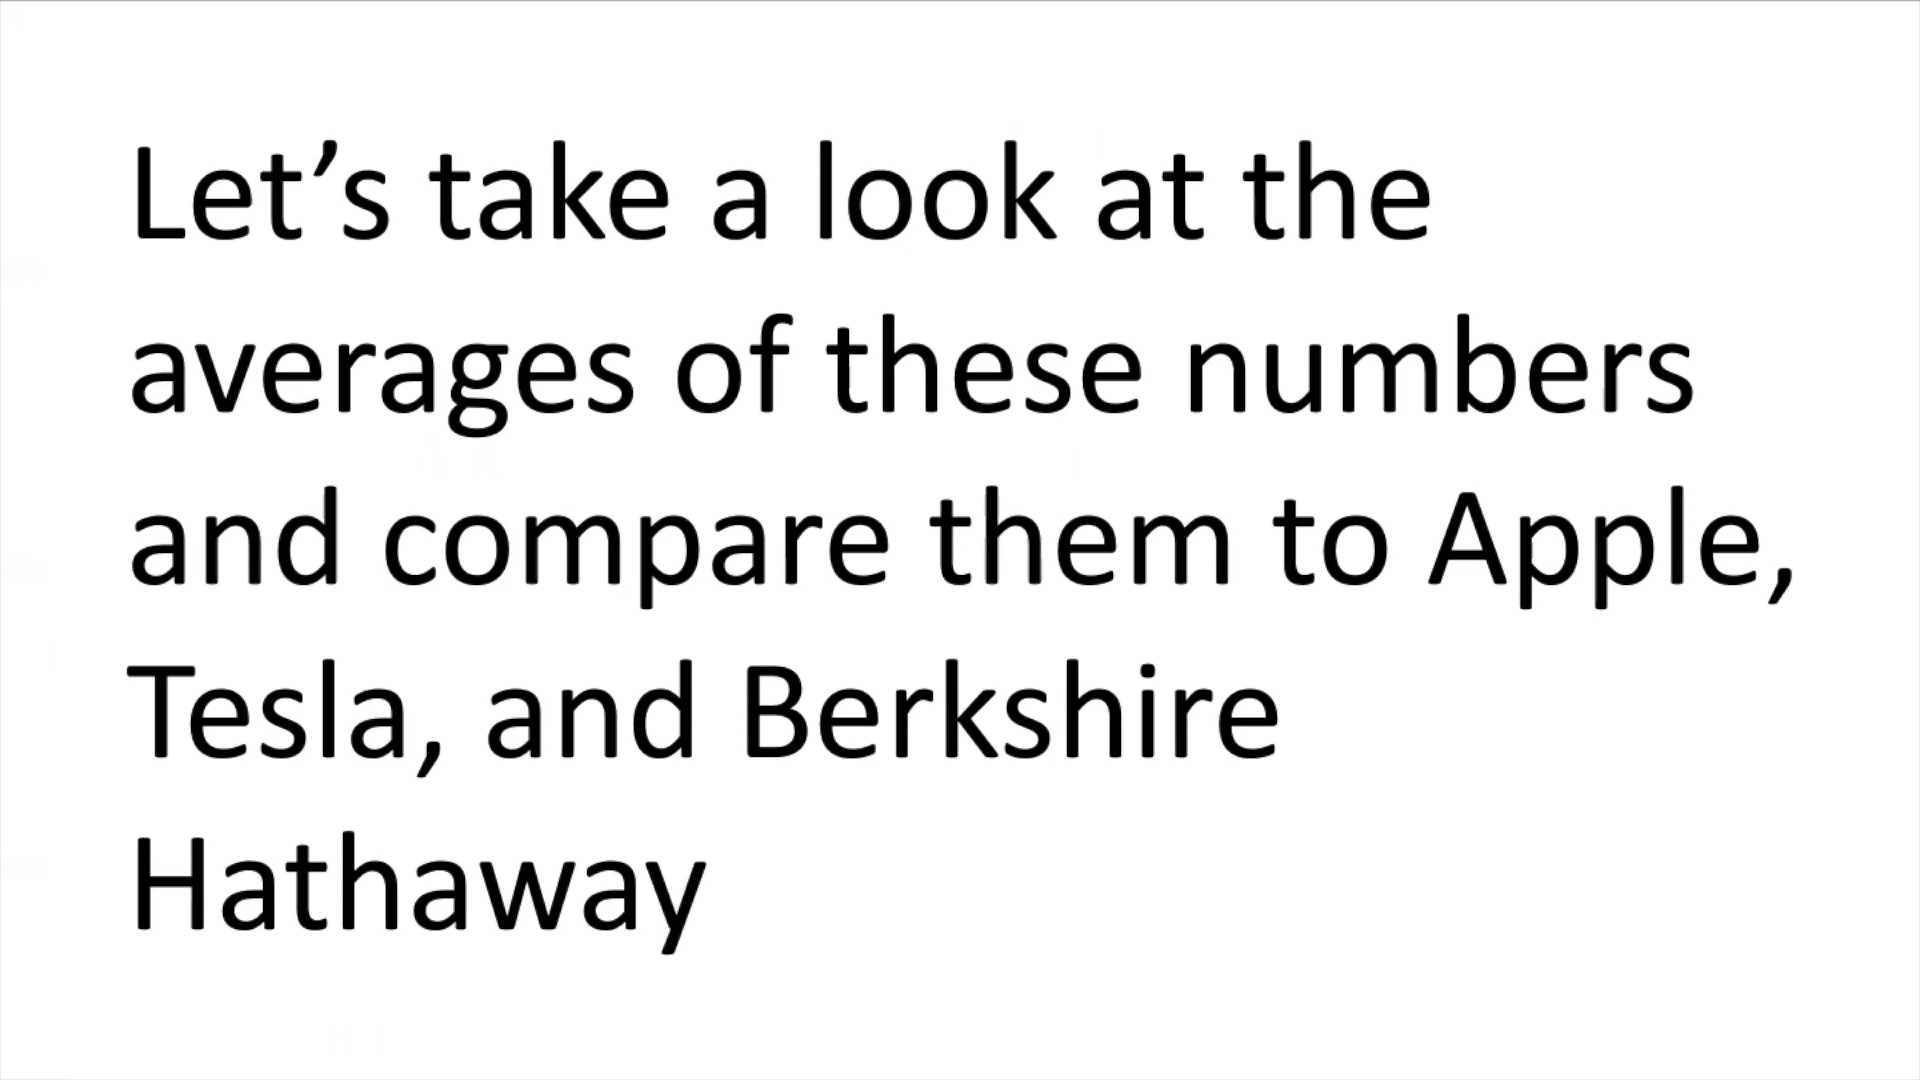 Let’s take a look at the
averages of these numbers
and compare them to Apple,
Tesla, and Berkshire
Hathaway